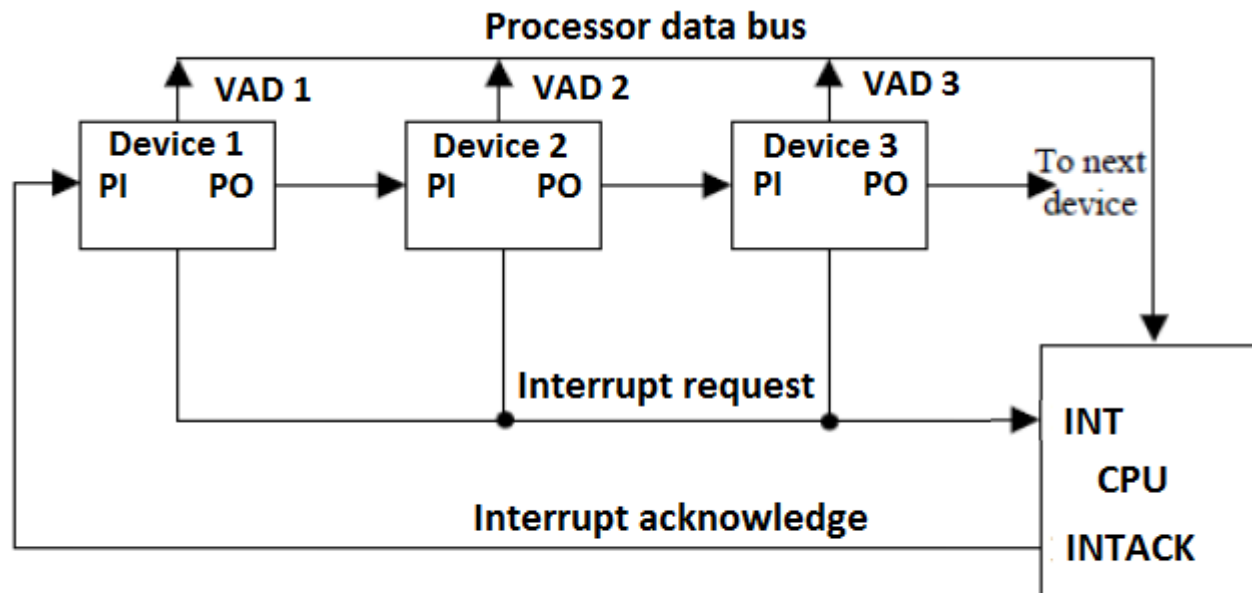 Processor data bus
VAD 1
VAD 2
VAD 3
Device 1
PI PO
Device 2
PI PO
Device 3
PI PO
To next
device
Interrupt request
INT
CPU
Interrupt acknowledge
INTACK